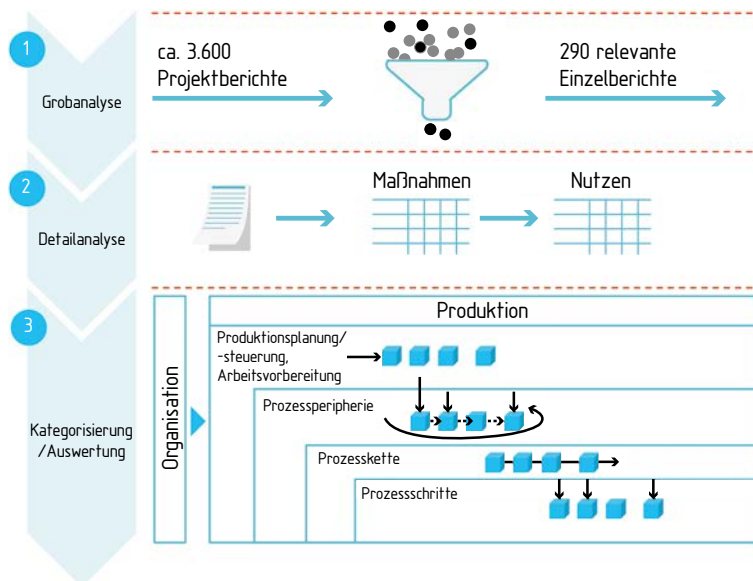 1
Grobanalyse
ca. 3.600
Projektberichte
290 relevante
Einzelberichte
2
Detailanalyse
Maßnahmen
Nutzen
3
Kategorisierung
/Auswertung
Organisation
Produktion
Produktionsplanung/
-steuerung,
Arbeitsvorbereitung
Prozessperipherie
Prozesskette
Prozessschritte